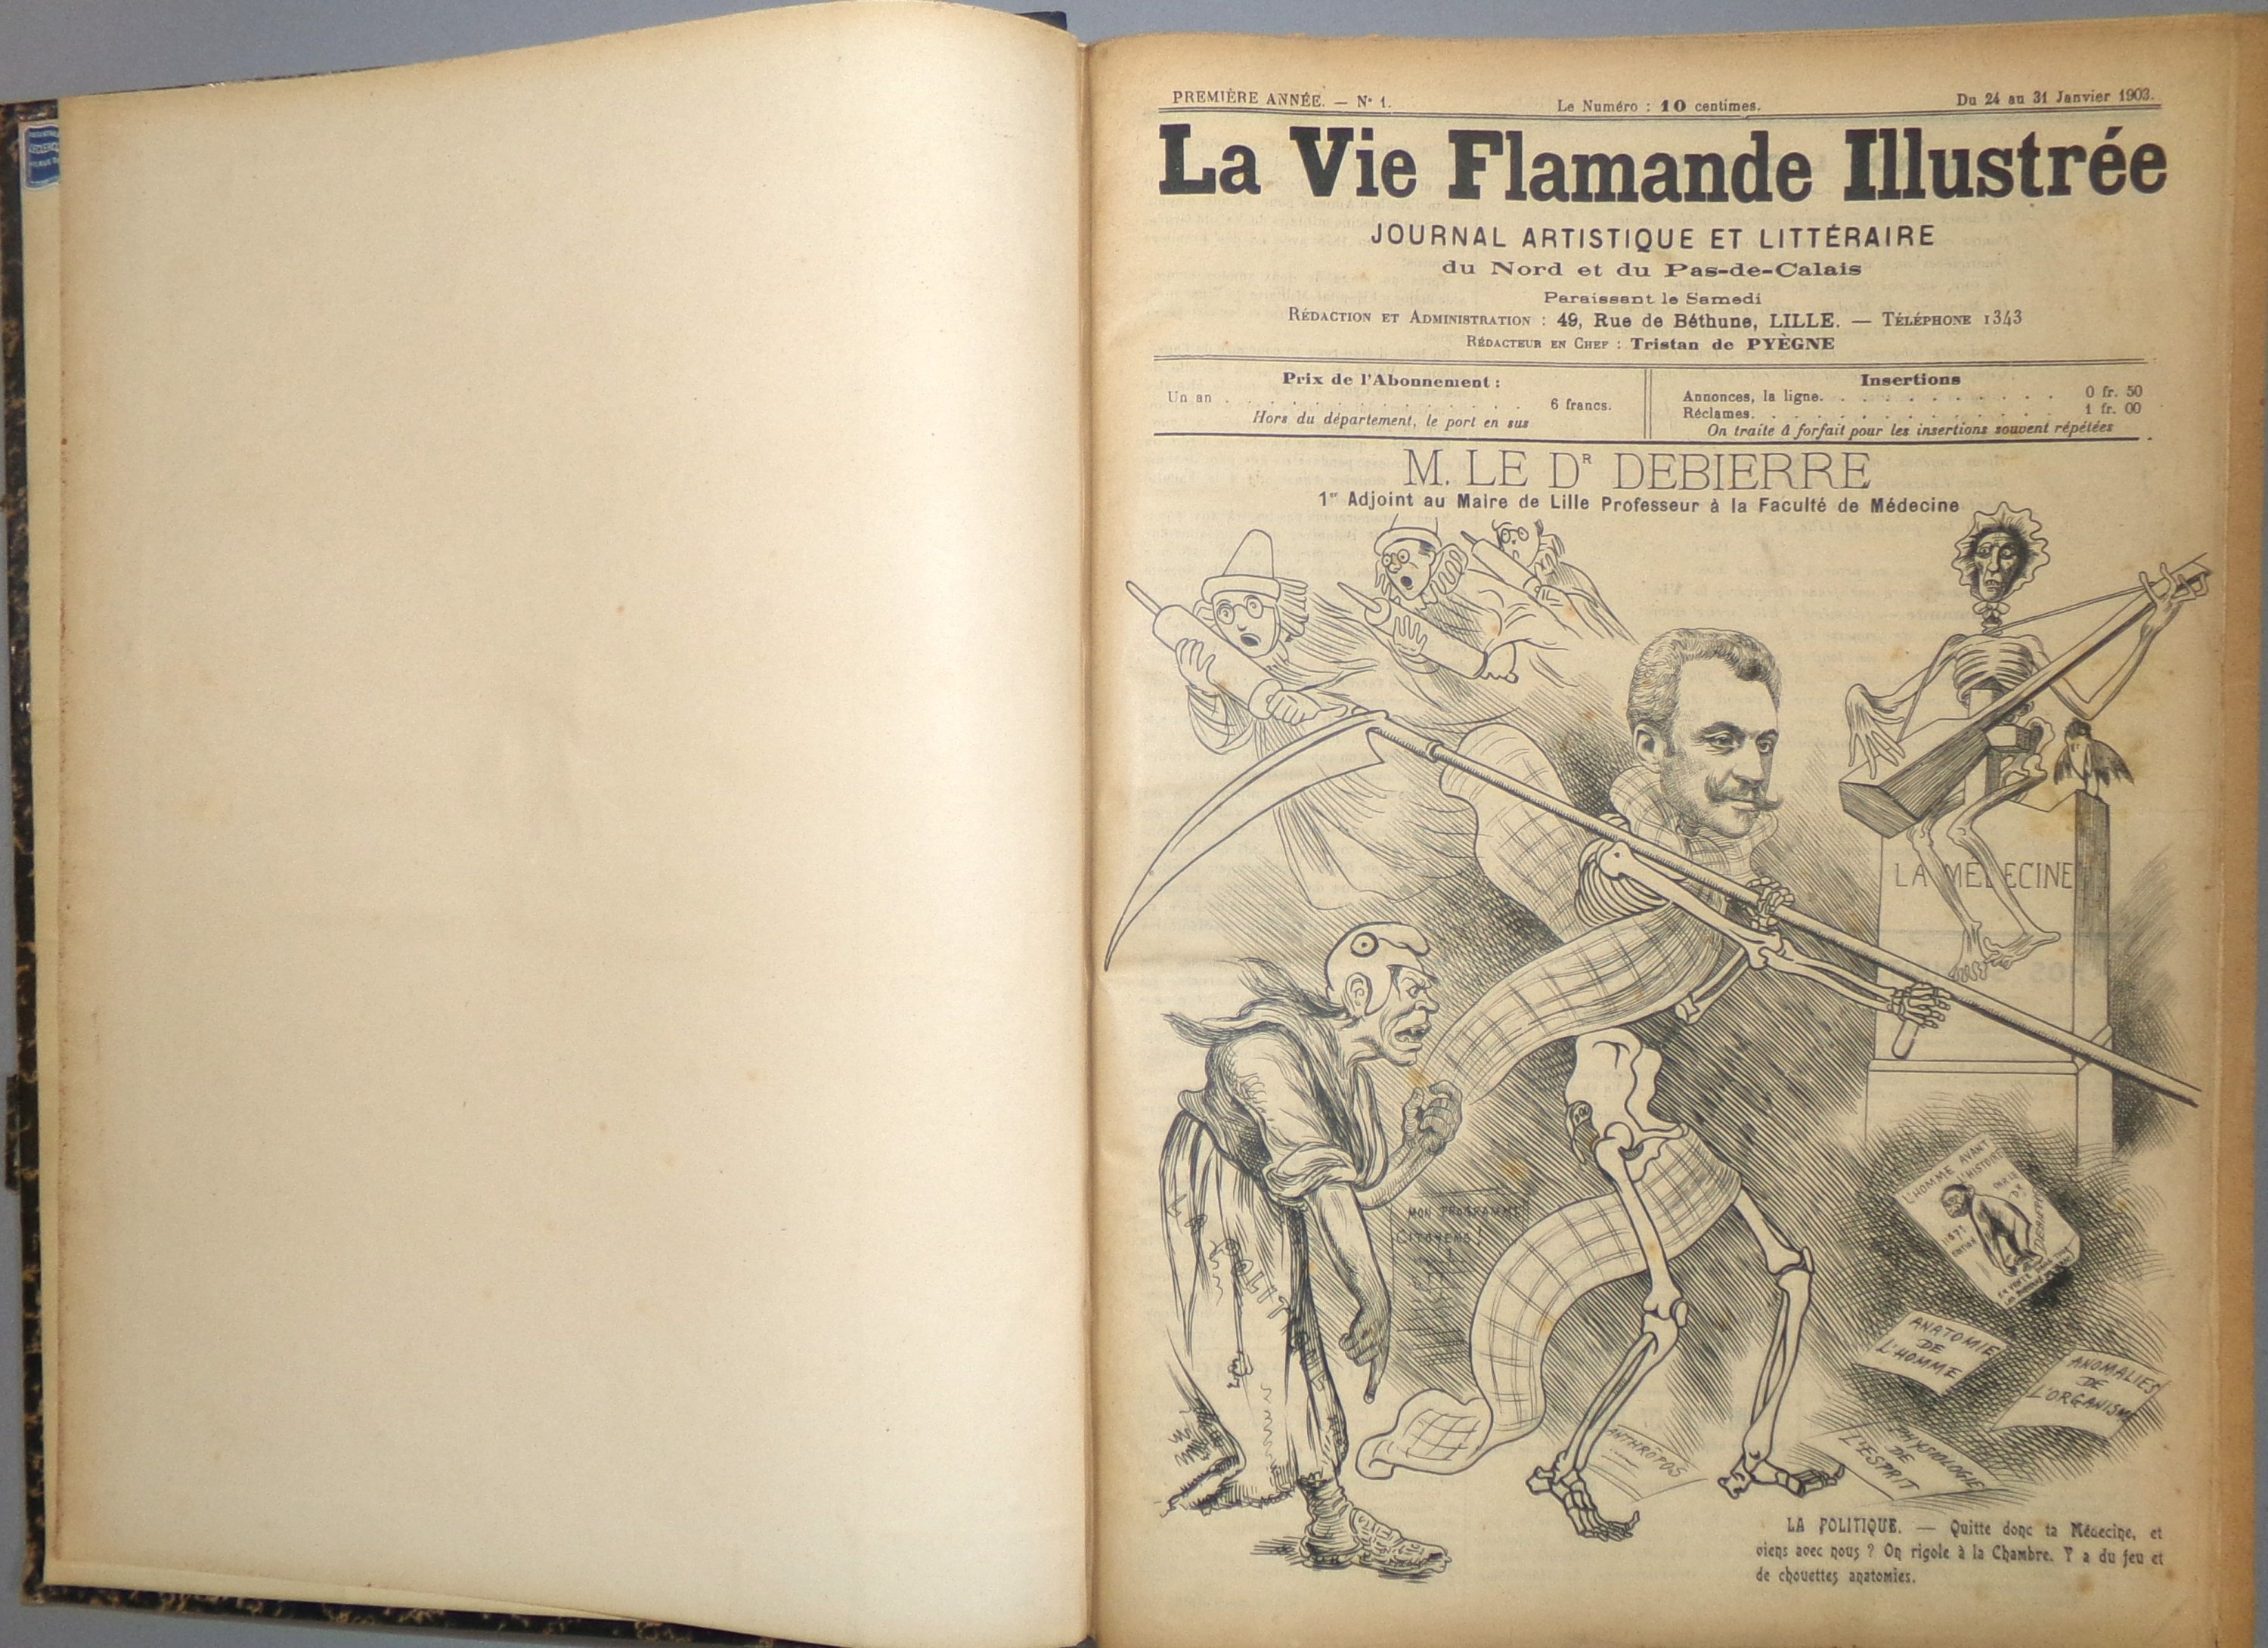 PREMIÈRE ANNÉE. — N° 1.
Le Numéro : 10 centimes.
Du 24 au 31 Janvier 1903.
La Vie Flamande Illustrée
JOURNAL ARTISTIQUE ET LITTÉRAIRE
du Nord et du Pas-de-Calais
Paraissant le Samedi
RÉDACTION ET ADMINISTRATION : 49, Rue de Béthune, LILLE. — TÉLÉPHONE 1343
RÉDACTEUR EN CHEF : Tristan de PYÈGNE
Prix de l'Abonnement :
Un an . . . . . . . . . . . . . . . 6 francs.
Hors du département, le port en sus
Insertions
Annonces, la ligne. . . . . . . . . . . 0 fr. 50
Réclames. . . . . . . . . . . . . . . 1 fr. 00
On traite à forfait pour les insertions souvent répétées
M. LE Dr DEBIERRE
1er Adjoint au Maire de Lille Professeur à la Faculté de Médecine
LA MÉDECINE
MON PROGRAMME
CITOYENS !
L'HOMME AVANT
L'HISTOIRE
PAR LE
Dr
ANATOMIE
DE
L'HOMME
ANOMALIES
DE
L'ORGANISME
PHYSIOLOGIE
DE
L'ESPRIT
ANTHROPOS
LA POLITIQUE. — Quitte donc ta Médecine, et
viens avec nous ? On rigole à la Chambre. Y a du feu et
de chouettes anatomies.